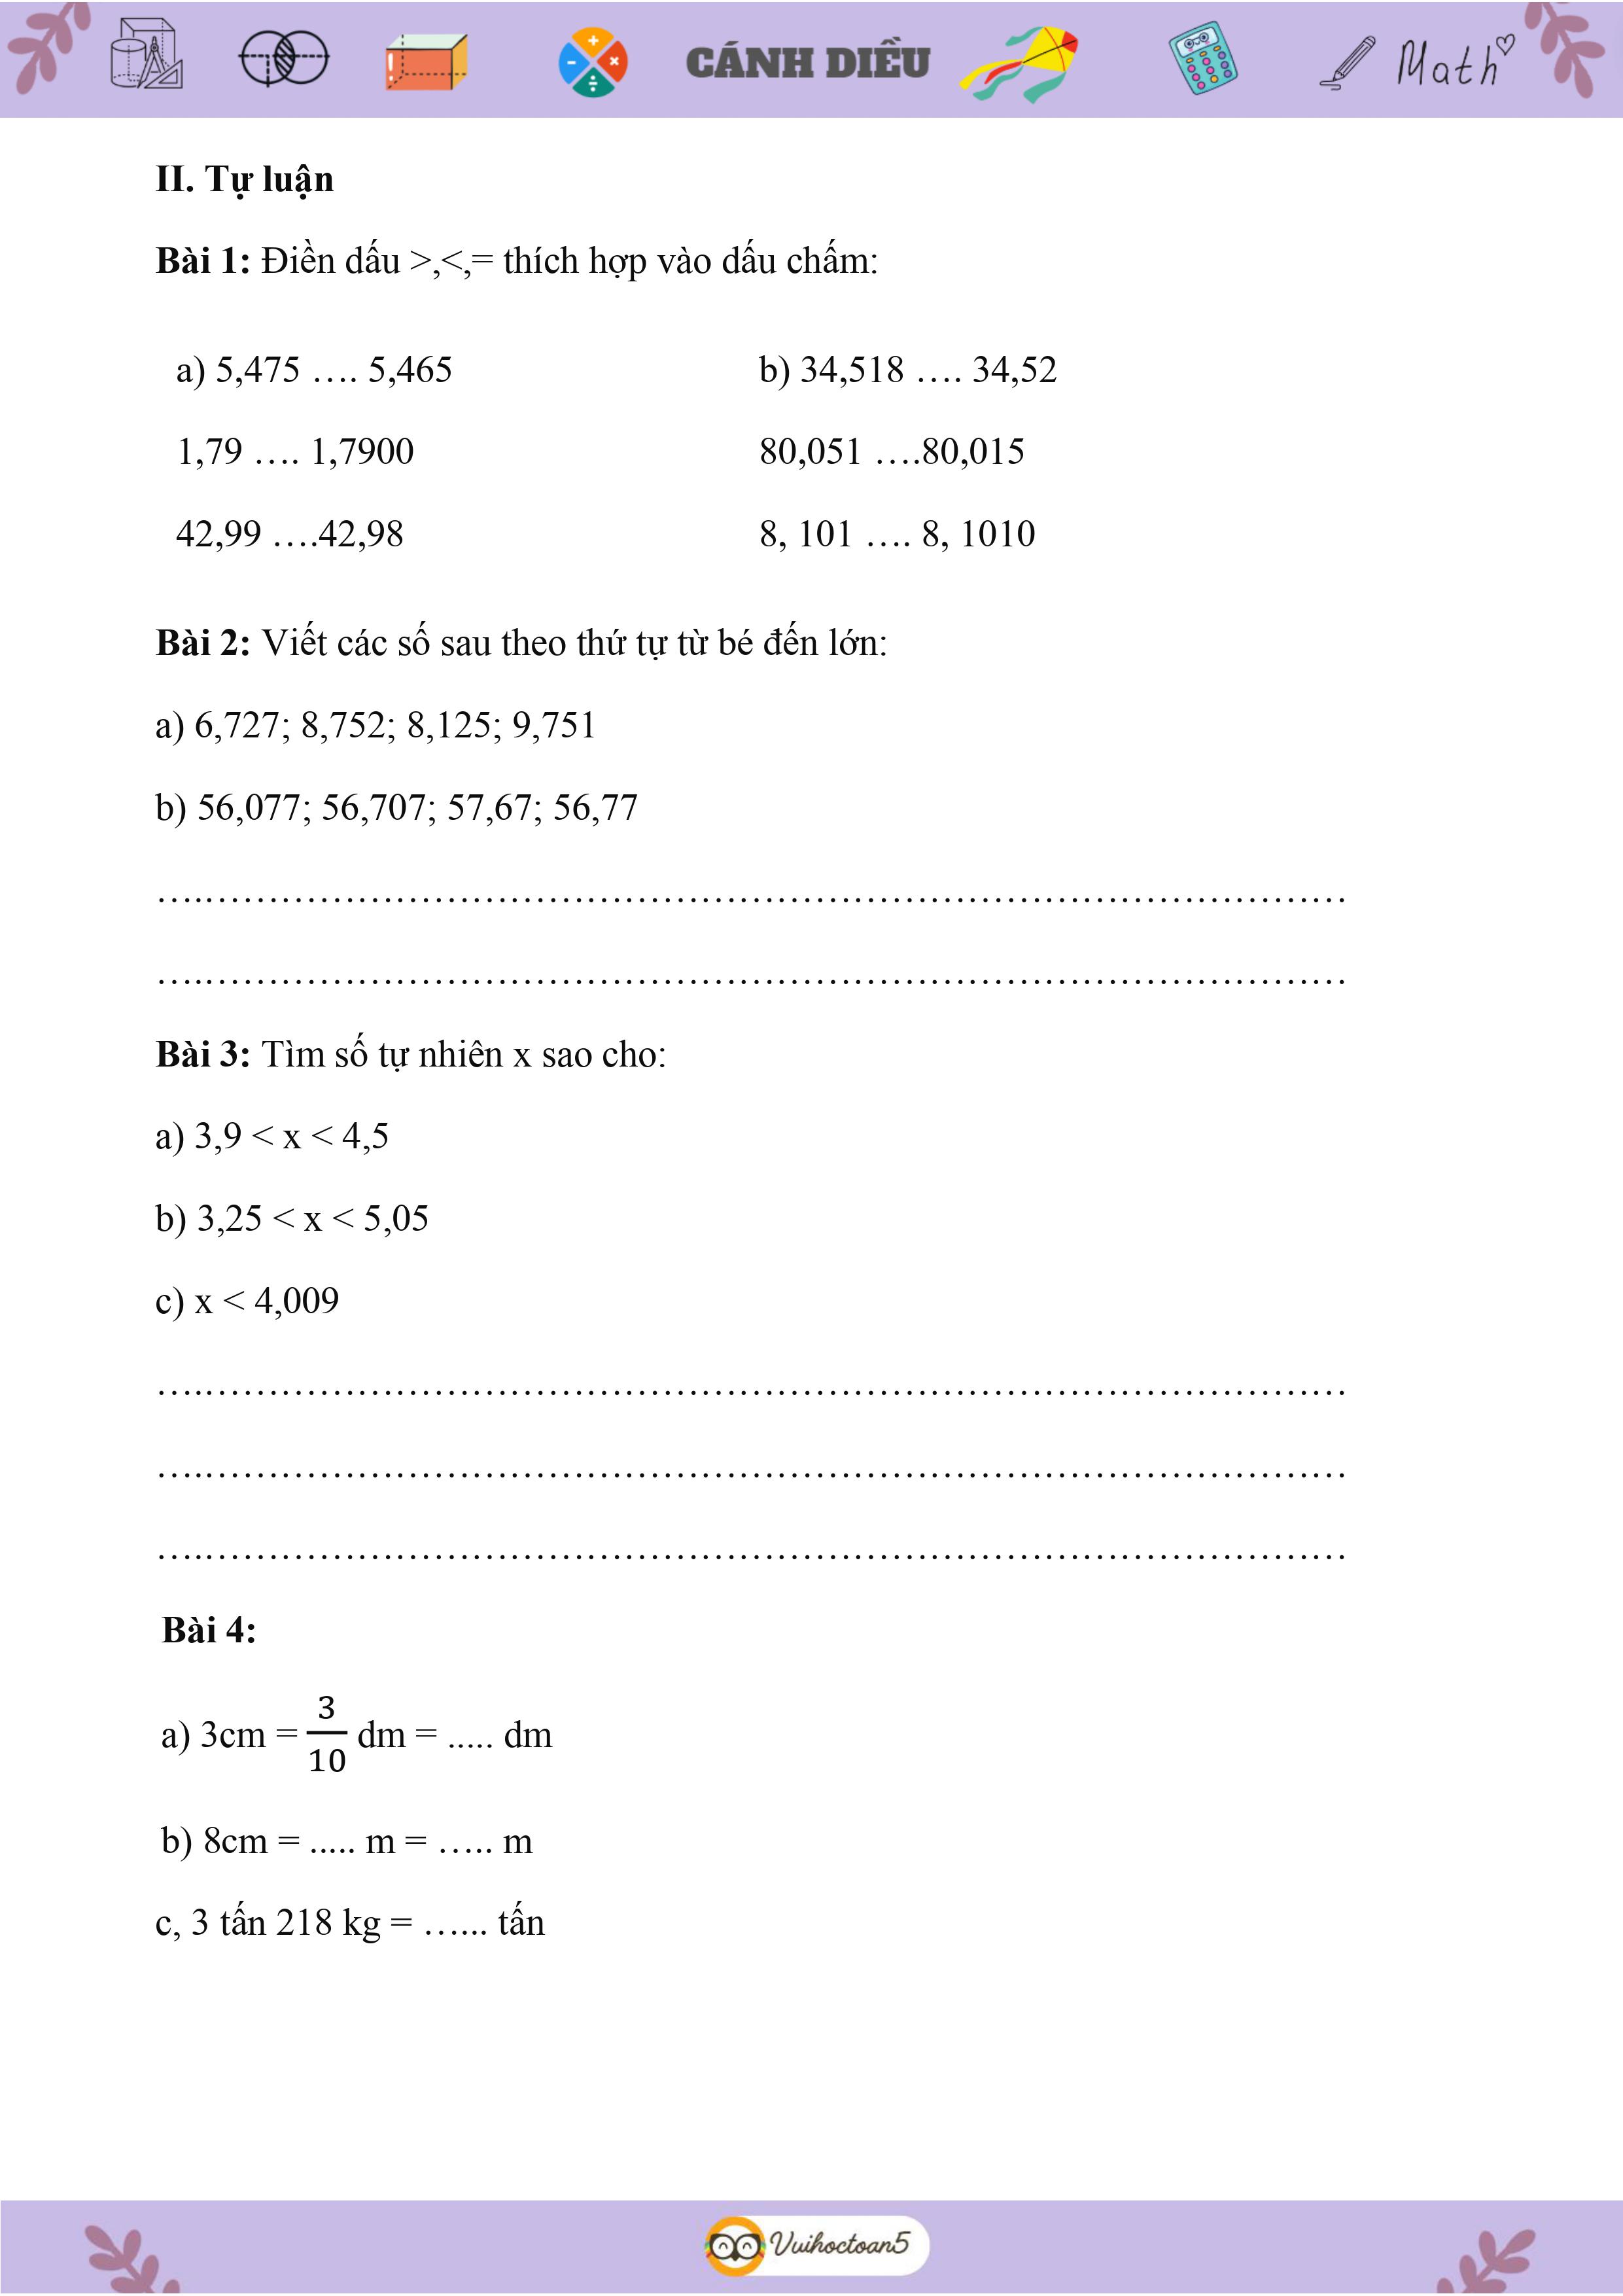 CÁNH DIỀU
Math
II. Tự luận
Bài 1: Điền dấu >,<,= thích hợp vào dấu chấm:
a) 5,475 …. 5,465
b) 34,518 …. 34,52
1,79 …. 1,7900
80,051 ….80,015
42,99 ….42,98
8, 101 …. 8, 1010
Bài 2: Viết các số sau theo thứ tự từ bé đến lớn:
a) 6,727; 8,752; 8,125; 9,751
b) 56,077; 56,707; 57,67; 56,77
………………………………………………………………………………
………………………………………………………………………………
Bài 3: Tìm số tự nhiên x sao cho:
a) 3,9 < x < 4,5
b) 3,25 < x < 5,05
c) x < 4,009
………………………………………………………………………………
………………………………………………………………………………
………………………………………………………………………………
Bài 4:
a) 3cm = 3/10 dm = ..... dm
b) 8cm = ..... m = ….. m
c, 3 tấn 218 kg = …... tấn
Vuihoctoan5